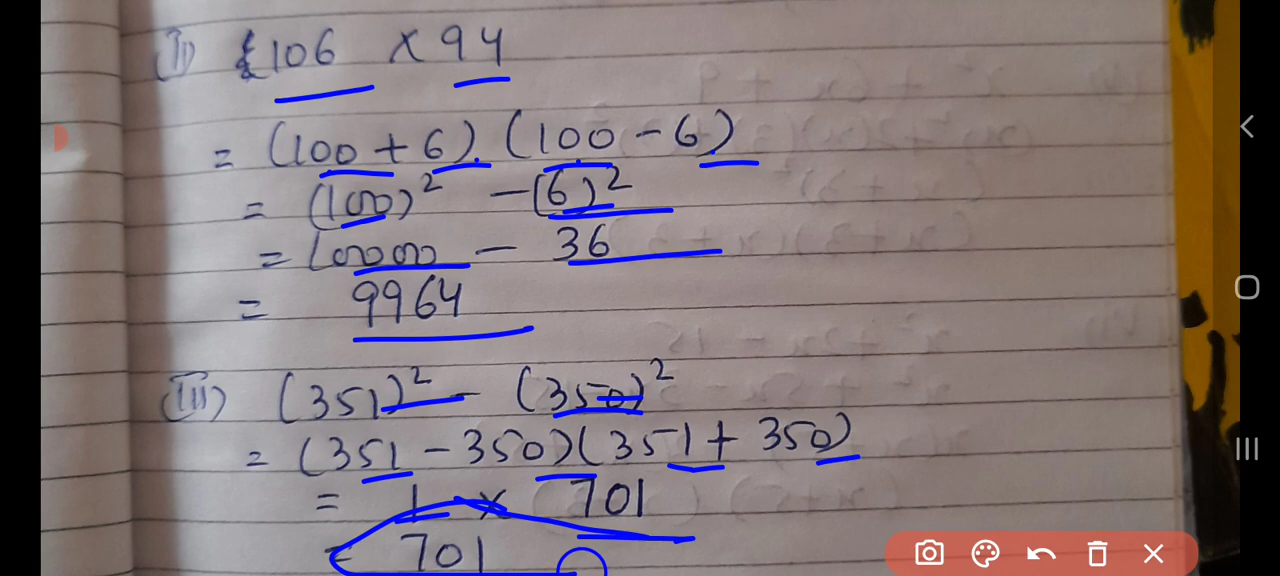 (ii) 106 × 94
= (100 + 6) (100 - 6)
= (100)² - (6)²
= 10000 - 36
= 9964
(iii) (351)² - (350)²
= (351 - 350)(351 + 350)
= 1 × 701
= 701